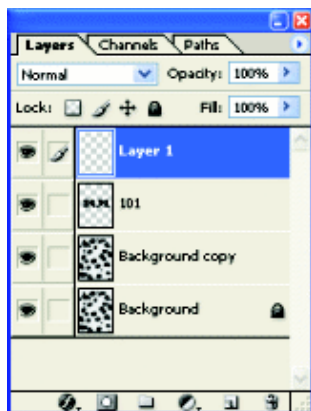 Layers Channels Paths
Normal Opacity: 100%
Lock: Fill: 100%
Layer 1
101
Background copy
Background